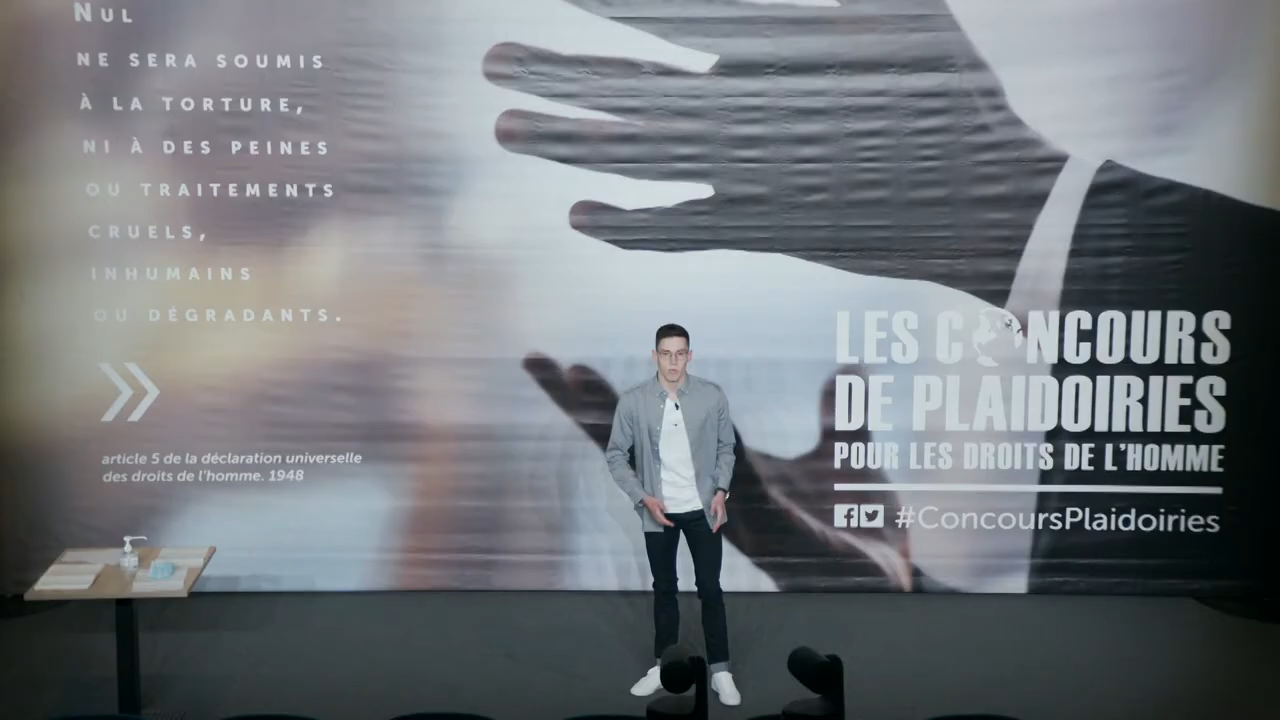 NUL
NE SERA SOUMIS
À LA TORTURE,
NI À DES PEINES
OU TRAITEMENTS
CRUELS,
INHUMAINS
OU DÉGRADANTS.
article 5 de la déclaration universelle
des droits de l'homme. 1948
LES CONCOURS
DE PLAIDOIRIES
POUR LES DROITS DE L'HOMME
#ConcoursPlaidoiries